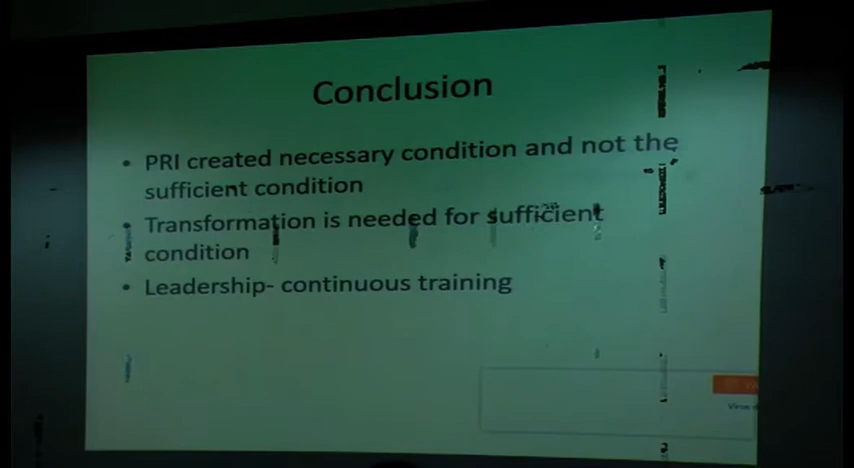 Conclusion
• PRI created necessary condition and not the
sufficient condition
• Transformation is needed for sufficient
condition
• Leadership- continuous training
Virus